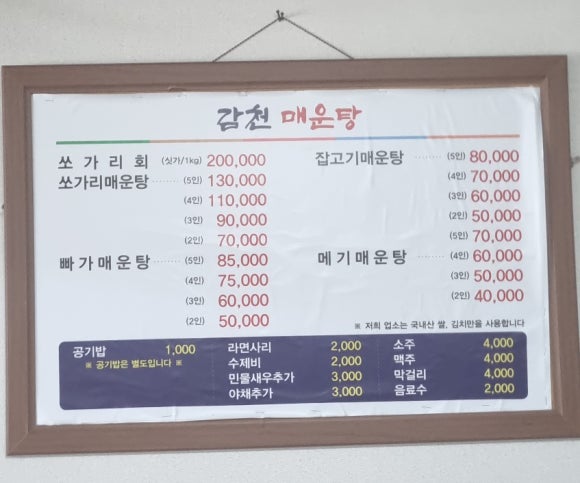 감천 매운탕
쏘가리회 (싯가/1kg) 200,000
쏘가리매운탕 ········ (5인) 130,000
(4인) 110,000
(3인) 90,000
(2인) 70,000
빠가매운탕 ········ (5인) 85,000
(4인) 75,000
(3인) 60,000
(2인) 50,000
잡고기매운탕 ········ (5인) 80,000
(4인) 70,000
(3인) 60,000
(2인) 50,000
(5인) 70,000
메기매운탕 ········ (4인) 60,000
(3인) 50,000
(2인) 40,000
※ 저희 업소는 국내산 쌀, 김치만을 사용합니다
공기밥 1,000
※ 공기밥은 별도입니다 ※
라면사리 2,000
수제비 2,000
민물새우추가 3,000
야채추가 3,000
소주 4,000
맥주 4,000
막걸리 4,000
음료수 2,000